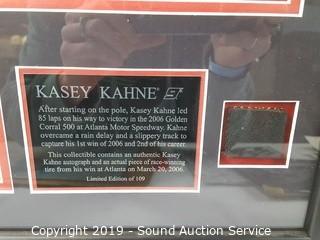 KASEY KAHNE
After starting on the pole, Kasey Kahne led
85 laps on his way to victory in the 2006 Golden
Corral 500 at Atlanta Motor Speedway. Kahne
overcame a rain delay and a slippery track to
capture his 1st win of 2006 and 2nd of his career.
This collectible contains an authentic Kasey
Kahne autograph and an actual piece of race-winning
tire from his win at Atlanta on March 20, 2006.
Limited Edition of 109
Copyright 2019 - Sound Auction Service